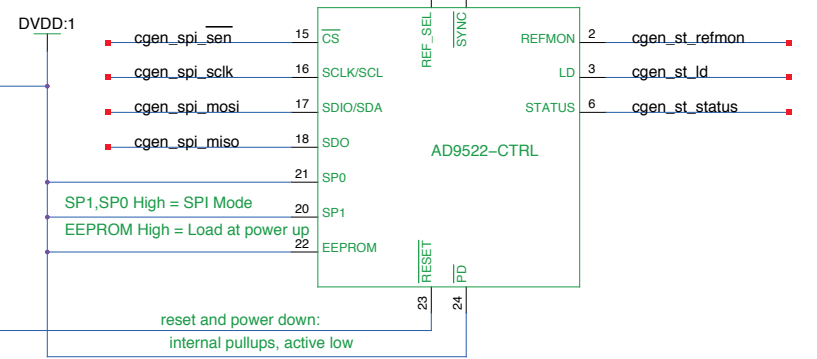 DVDD:1
cgen_spi_sen 15 CS
cgen_spi_sclk 16 SCLK/SCL
cgen_spi_mosi 17 SDIO/SDA
cgen_spi_miso 18 SDO
21 SP0
SP1,SP0 High = SPI Mode
20 SP1
EEPROM High = Load at power up
22 EEPROM
REF_SEL
SYNC
REFMON 2 cgen_st_refmon
LD 3 cgen_st_ld
STATUS 6 cgen_st_status
AD9522-CTRL
RESET
PD
23
24
reset and power down:
internal pullups, active low